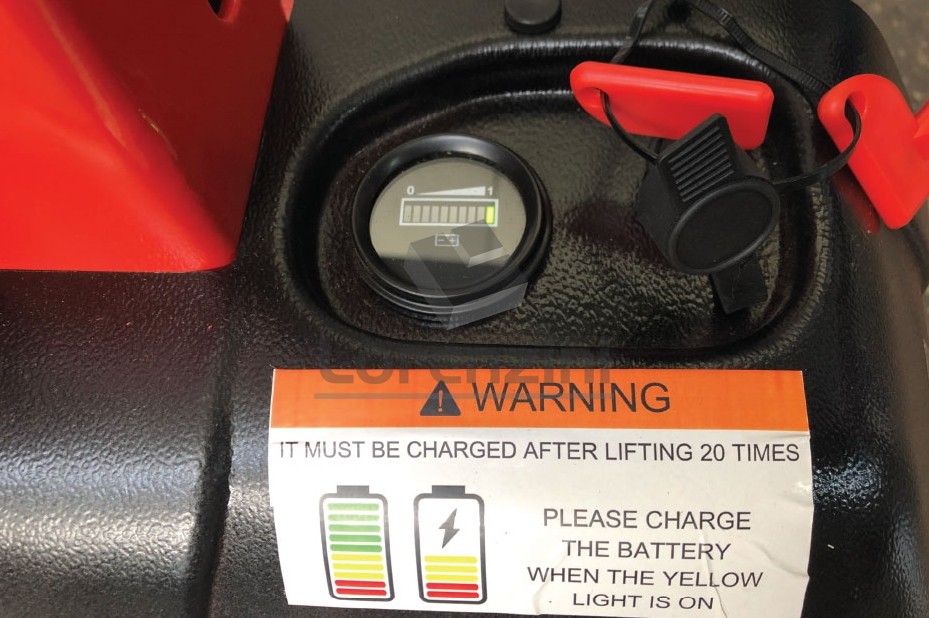 0 1
Lorenzini
WARNING
IT MUST BE CHARGED AFTER LIFTING 20 TIMES
PLEASE CHARGE
THE BATTERY
WHEN THE YELLOW
LIGHT IS ON